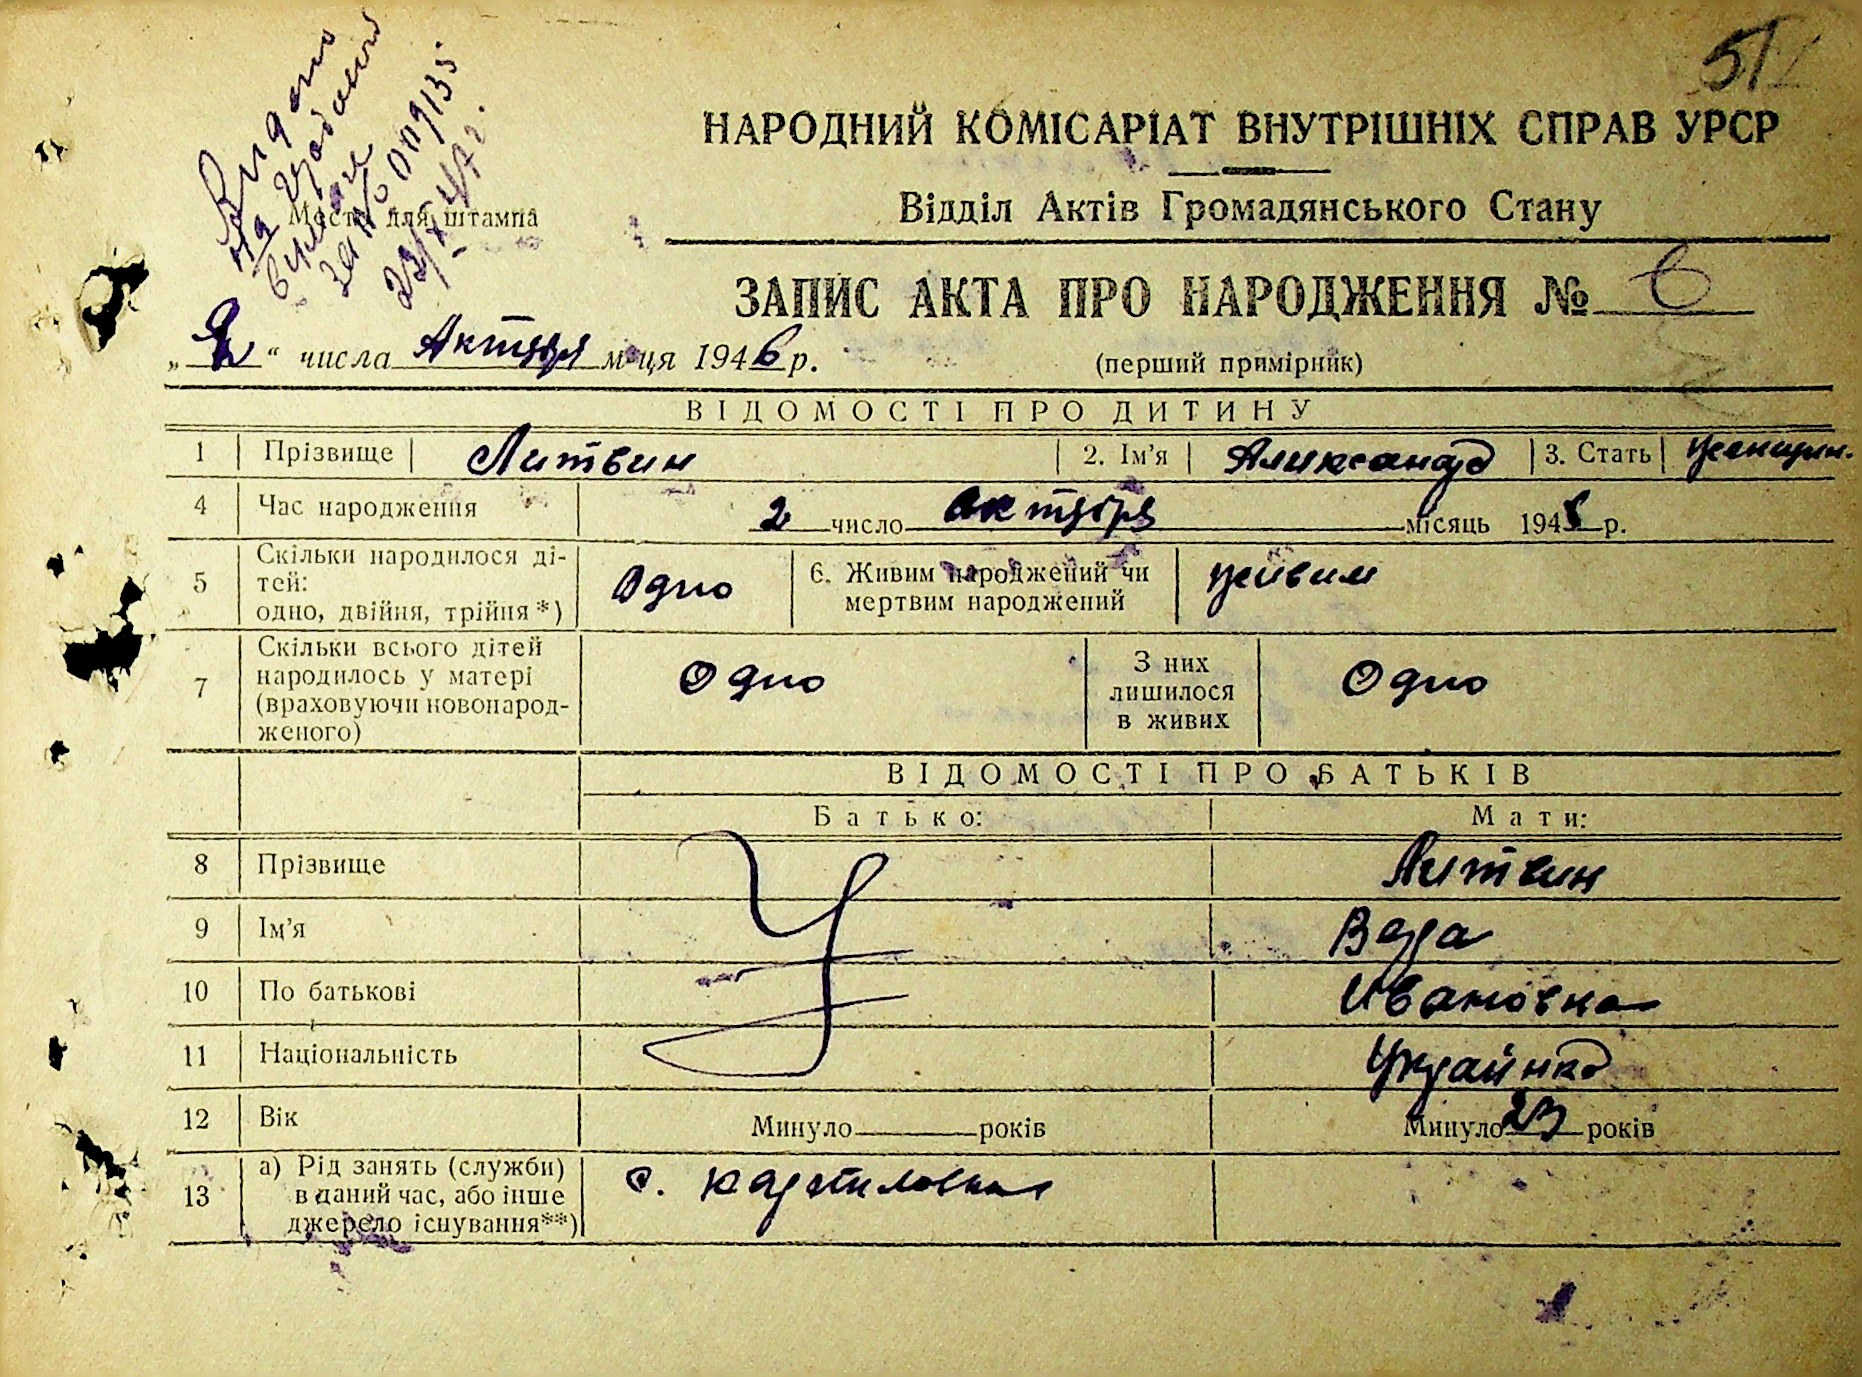 51
НАРОДНИЙ КОМІСАРІАТ ВНУТРІШНІХ СПРАВ УРСР
Відділ Актів Громадянського Стану
Місце для штампа
ЗАПИС АКТА ПРО НАРОДЖЕННЯ № 6
„2“ числа Актября м-ця 1946 р.
(перший примірник)
ВІДОМОСТІ ПРО ДИТИНУ
1 Прізвище Литвин 2. Ім'я Александ 3. Стать
4 Час народження 2 число актября місяць 194 р.
5 Скільки народилося дітей: одно, двійня, трійня*) Одно 6. Живим народжений чи мертвим народжений живим
7 Скільки всього дітей народилось у матері (враховуючи новонародженого) Одно З них лишилося в живих Одно
ВІДОМОСТІ ПРО БАТЬКІВ
Батько: Мати:
8 Прізвище Литвин
9 Ім'я Вера
10 По батькові Ивановна
11 Національність Украинка
12 Вік Минуло років Минуло 23 років
13 а) Рід занять (служби) в даний час, або інше джерело існування**) с.